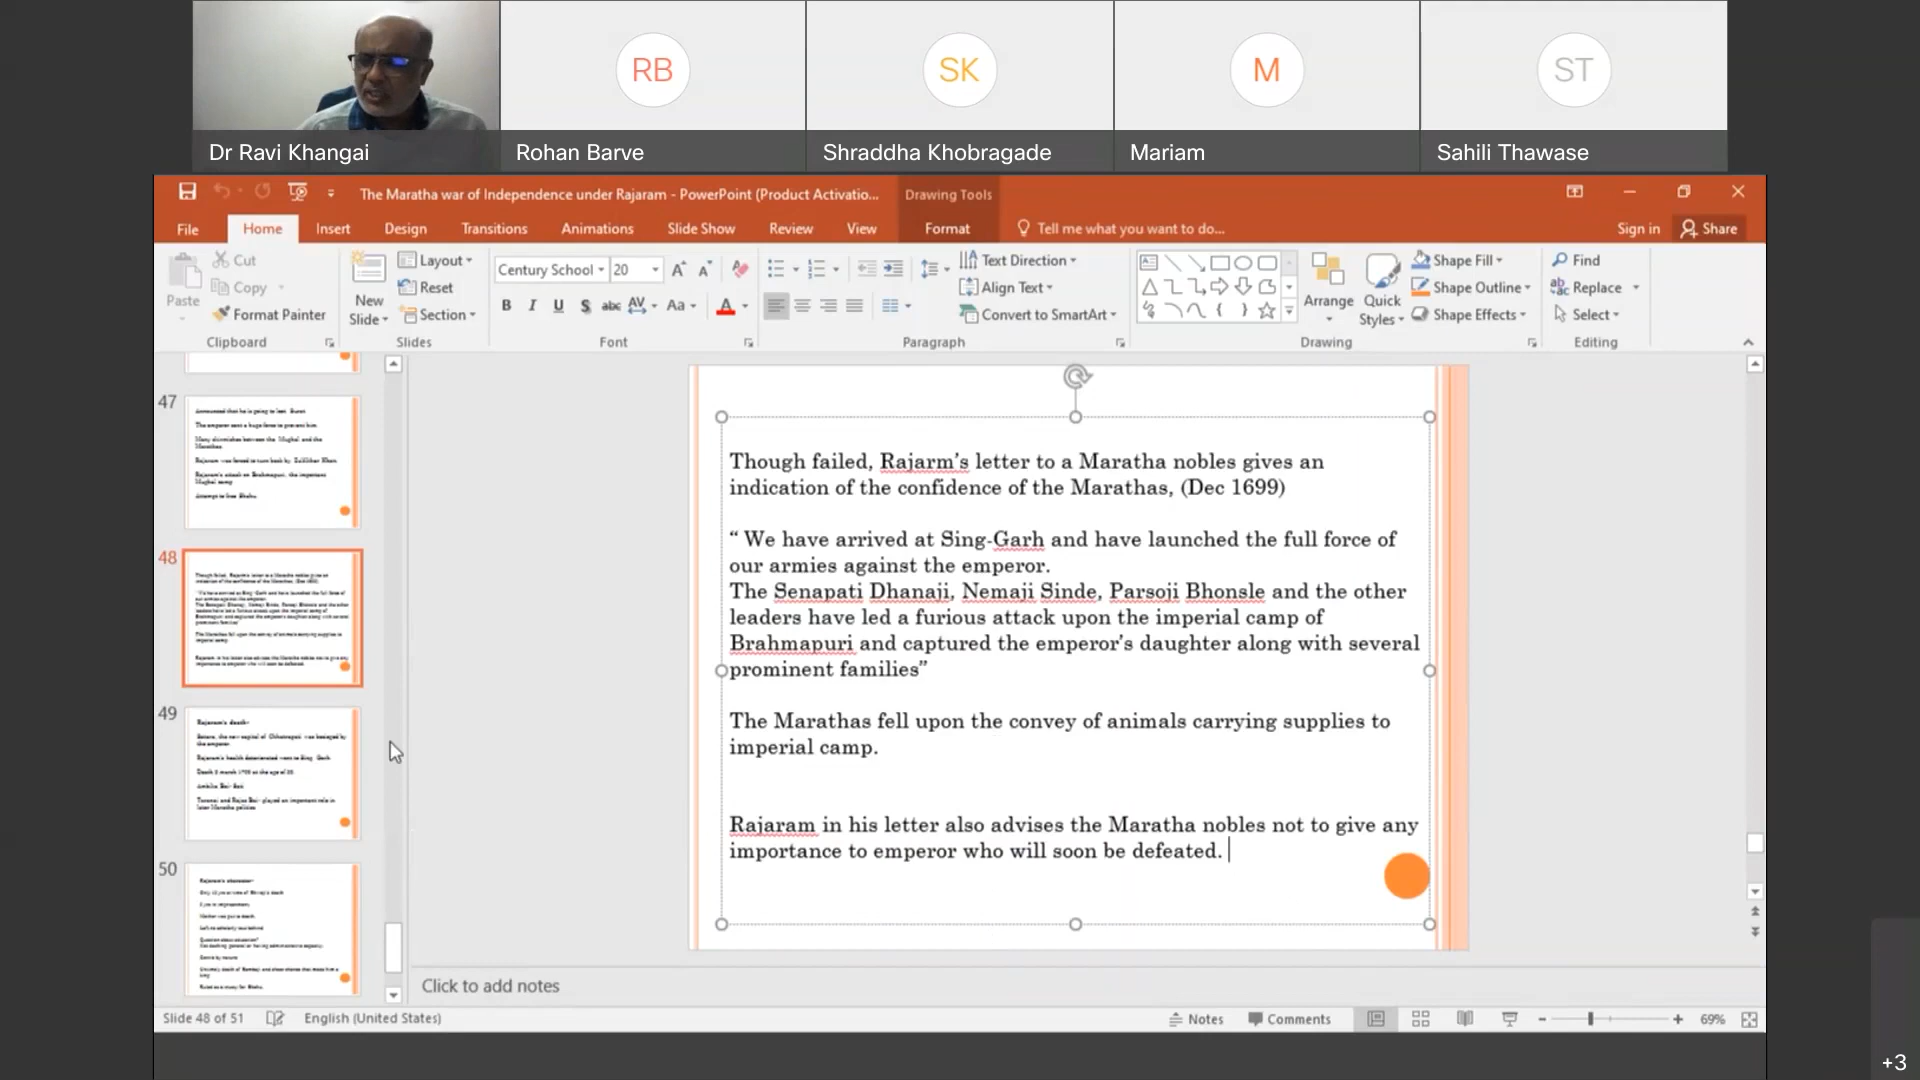 RB
SK
M
ST
Dr Ravi Khangai
Rohan Barve
Shraddha Khobragade
Mariam
Sahili Thawase
The Maratha war of Independence under Rajaram - PowerPoint (Product Activatio...
Drawing Tools
File
Home
Insert
Design
Transitions
Animations
Slide Show
Review
View
Format
Tell me what you want to do...
Sign in
Share
Paste
Cut
Copy
Format Painter
Clipboard
New
Slide
Layout
Reset
Section
Slides
Century School
20
B I U S abc AV Aa A
Font
Text Direction
Align Text
Convert to SmartArt
Paragraph
Arrange
Quick
Styles
Shape Fill
Shape Outline
Shape Effects
Drawing
Find
Replace
Select
Editing
47
48
49
50
Though failed, Rajarm's letter to a Maratha nobles gives an
indication of the confidence of the Marathas, (Dec 1699)
“ We have arrived at Sing-Garh and have launched the full force of
our armies against the emperor.
The Senapati Dhanaji, Nemaji Sinde, Parsoji Bhonsle and the other
leaders have led a furious attack upon the imperial camp of
Brahmapuri and captured the emperor's daughter along with several
prominent families”
The Marathas fell upon the convey of animals carrying supplies to
imperial camp.
Rajaram in his letter also advises the Maratha nobles not to give any
importance to emperor who will soon be defeated.
Click to add notes
Slide 48 of 51
English (United States)
Notes
Comments
69%
+3